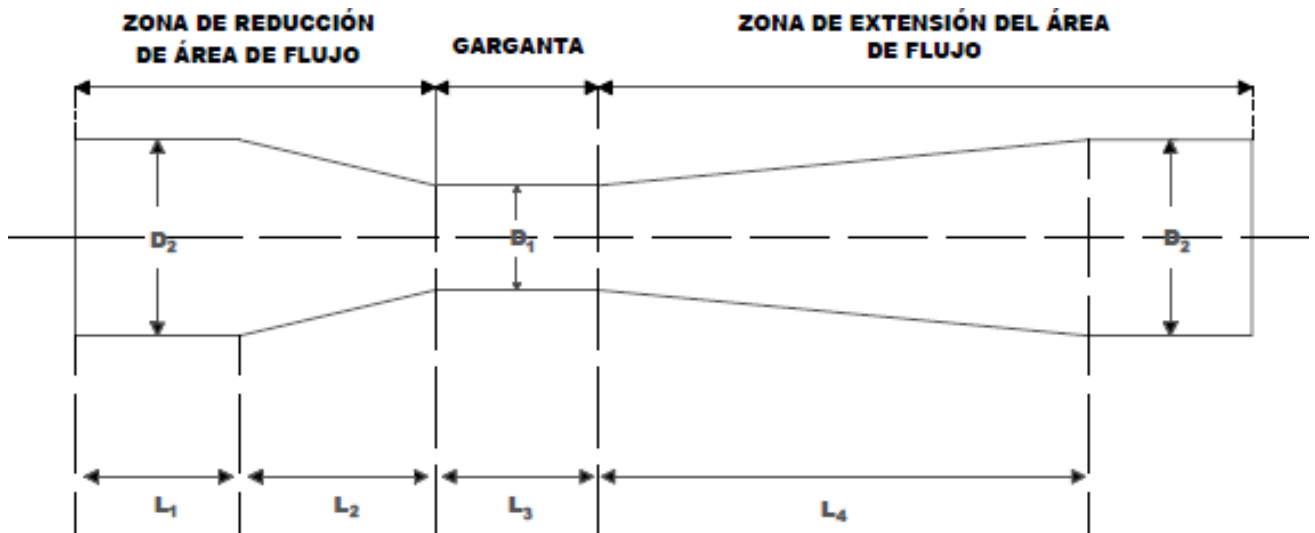 ZONA DE REDUCCIÓN
DE ÁREA DE FLUJO
GARGANTA
ZONA DE EXTENSIÓN DEL ÁREA
DE FLUJO
D₂
D₁
D₂
L₁
L₂
L₃
L₄